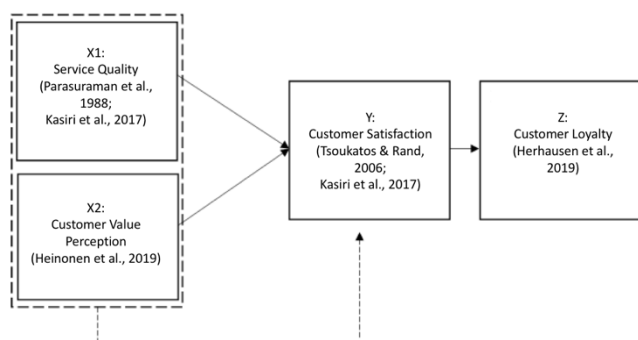 X1:
Service Quality
(Parasuraman et al.,
1988;
Kasiri et al., 2017)
X2:
Customer Value
Perception
(Heinonen et al., 2019)
Y:
Customer Satisfaction
(Tsoukatos & Rand,
2006;
Kasiri et al., 2017)
Z:
Customer Loyalty
(Herhausen et al.,
2019)